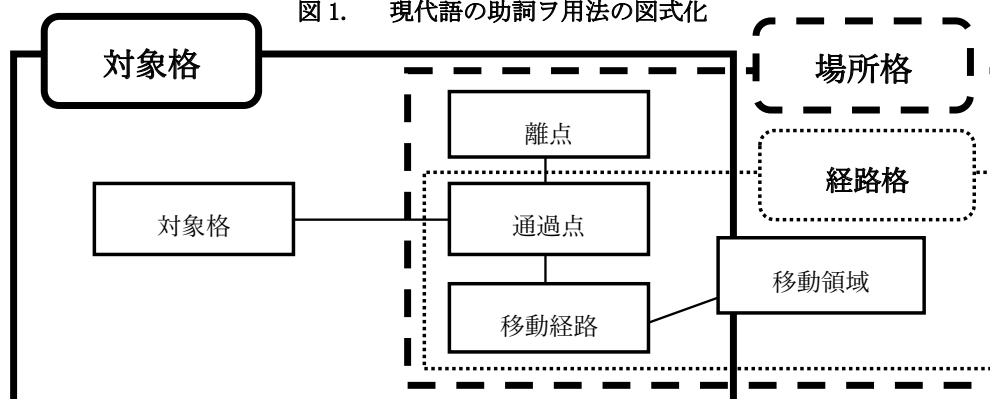 図 1. 現代語の助詞ヲ用法の図式化
対象格
場所格
離点
経路格
対象格
通過点
移動領域
移動経路